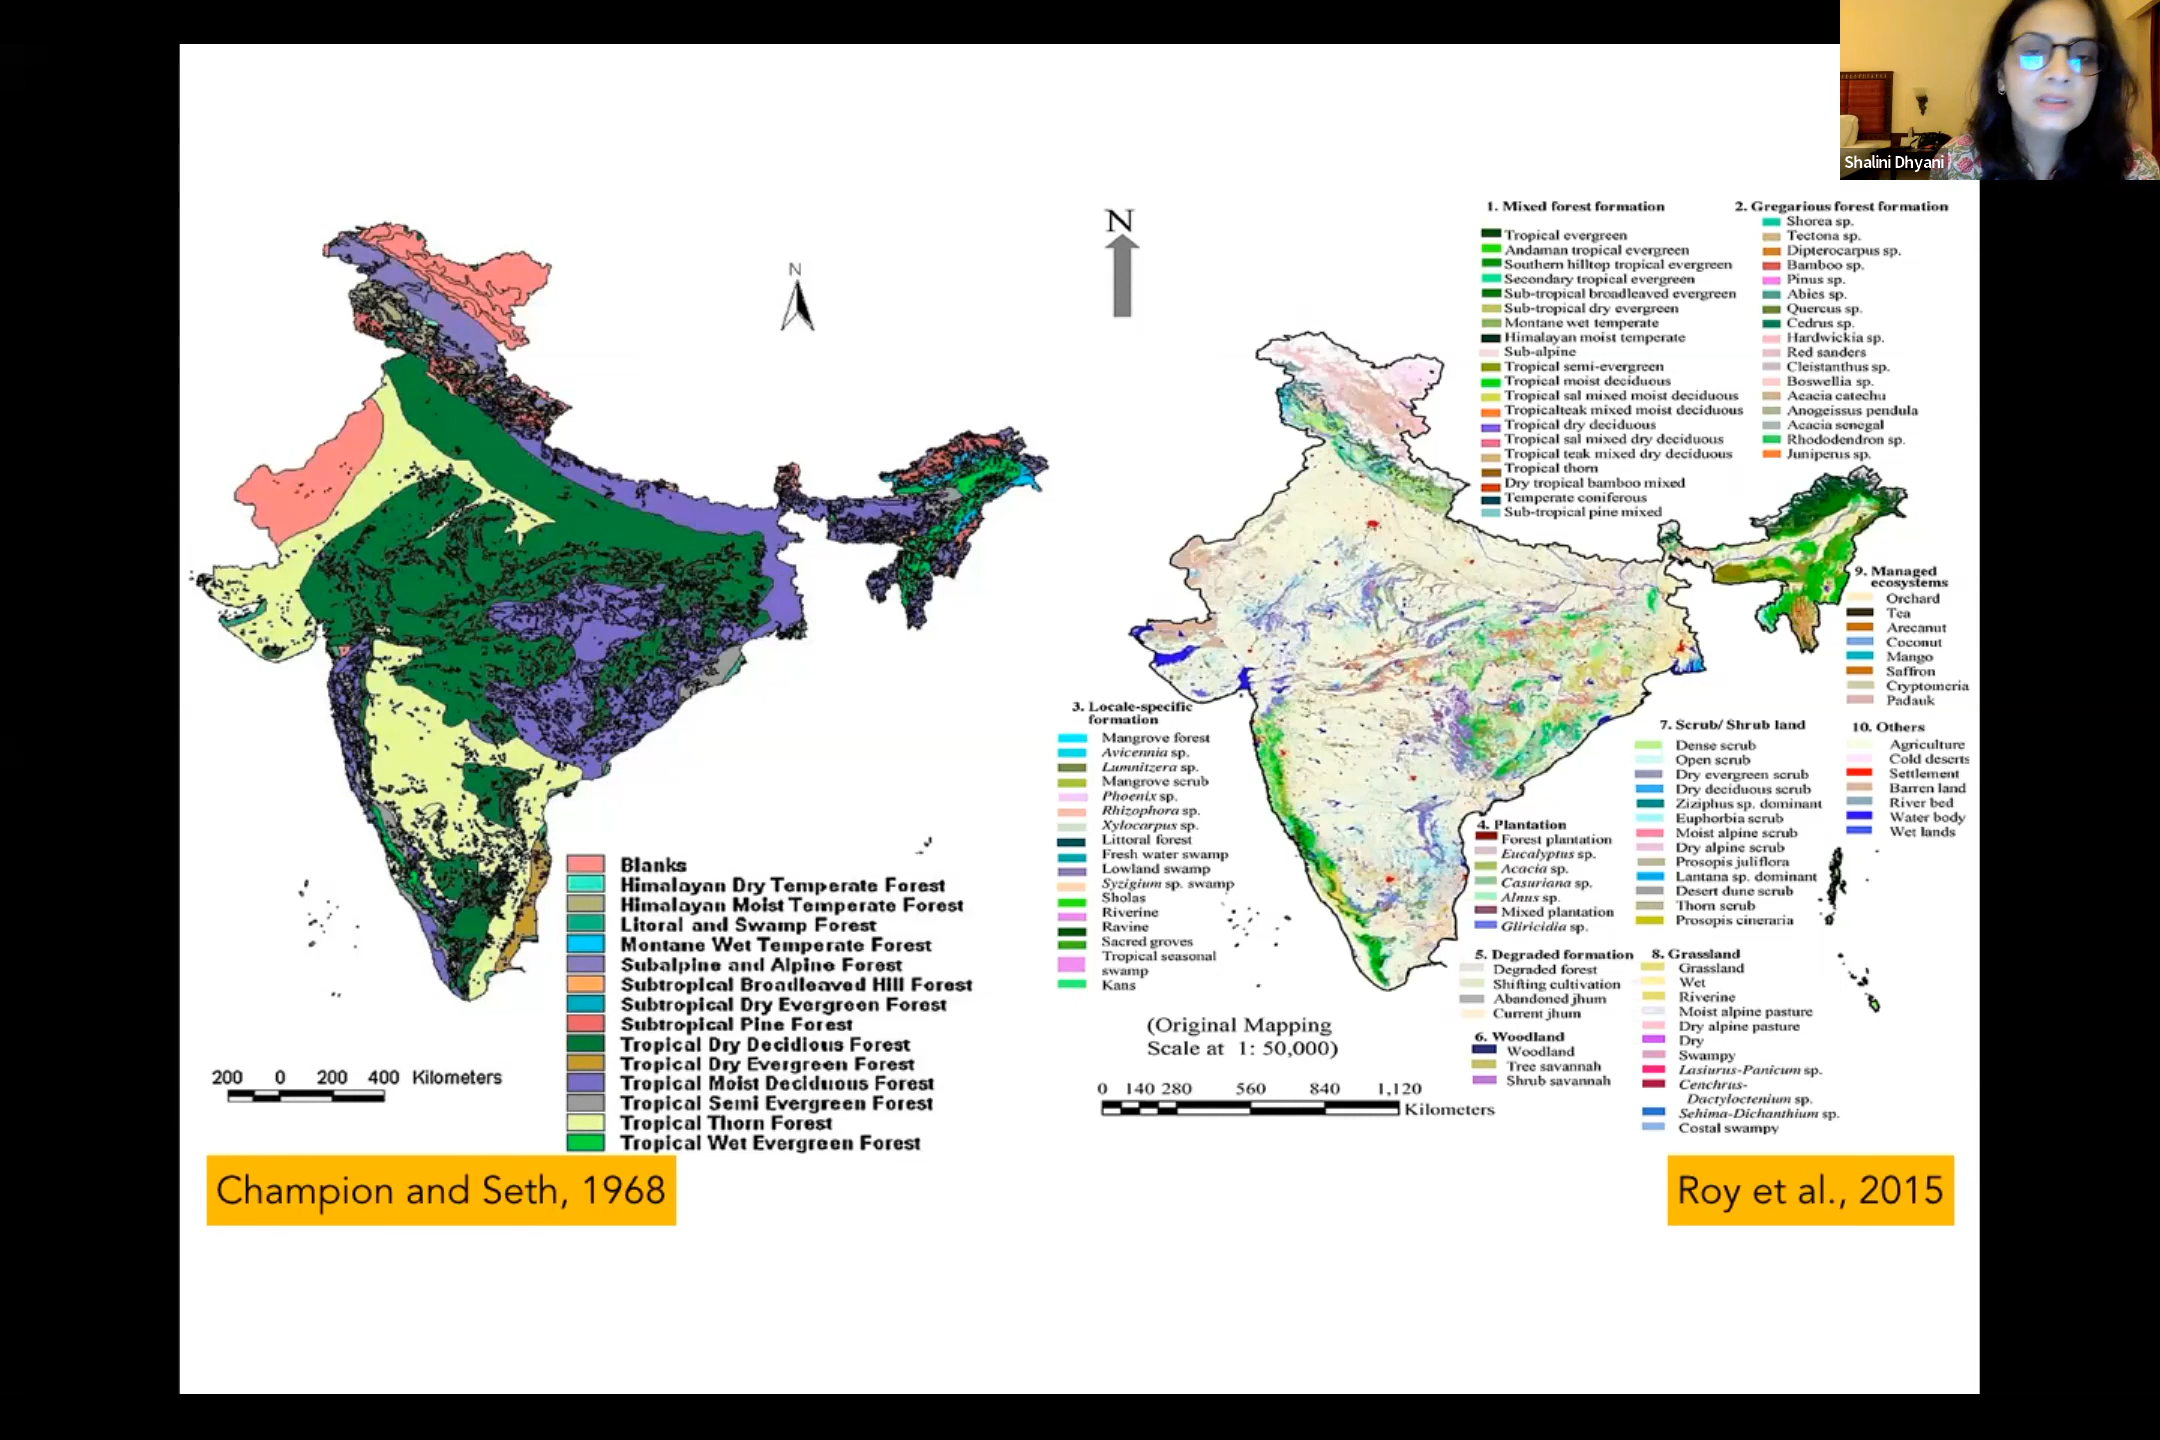 Shalini Dhyani
N
Blanks
Himalayan Dry Temperate Forest
Himalayan Moist Temperate Forest
Litoral and Swamp Forest
Montane Wet Temperate Forest
Subalpine and Alpine Forest
Subtropical Broadleaved Hill Forest
Subtropical Dry Evergreen Forest
Subtropical Pine Forest
Tropical Dry Decidious Forest
Tropical Dry Evergreen Forest
Tropical Moist Deciduous Forest
Tropical Semi Evergreen Forest
Tropical Thorn Forest
Tropical Wet Evergreen Forest
200 0 200 400 Kilometers
Champion and Seth, 1968
N
1. Mixed forest formation
Tropical evergreen
Andaman tropical evergreen
Southern hilltop tropical evergreen
Secondary tropical evergreen
Sub-tropical broadleaved evergreen
Sub-tropical dry evergreen
Montane wet temperate
Himalayan moist temperate
Sub-alpine
Tropical semi-evergreen
Tropical moist deciduous
Tropical sal mixed moist deciduous
Tropicalteak mixed moist deciduous
Tropical dry deciduous
Tropical sal mixed dry deciduous
Tropical teak mixed dry deciduous
Tropical thorn
Dry tropical bamboo mixed
Temperate coniferous
Sub-tropical pine mixed
2. Gregarious forest formation
Shorea sp.
Tectona sp.
Dipterocarpus sp.
Bamboo sp.
Pinus sp.
Abies sp.
Quercus sp.
Cedrus sp.
Hardwickia sp.
Red sanders
Cleistanthus sp.
Boswellia sp.
Acacia catechu
Anogeissus pendula
Acacia senegal
Rhododendron sp.
Juniperus sp.
3. Locale-specific
formation
Mangrove forest
Avicennia sp.
Lumnitzera sp.
Mangrove scrub
Phoenix sp.
Rhizophora sp.
Xylocarpus sp.
Littoral forest
Fresh water swamp
Lowland swamp
Syzigium sp. swamp
Sholas
Riverine
Ravine
Sacred groves
Tropical seasonal
swamp
Kans
4. Plantation
Forest plantation
Eucalyptus sp.
Acacia sp.
Casuriana sp.
Alnus sp.
Mixed plantation
Gliricidia sp.
5. Degraded formation
Degraded forest
Shifting cultivation
Abandoned jhum
Current jhum
6. Woodland
Woodland
Tree savannah
Shrub savannah
7. Scrub/ Shrub land
Dense scrub
Open scrub
Dry evergreen scrub
Dry deciduous scrub
Ziziphus sp. dominant
Euphorbia scrub
Moist alpine scrub
Dry alpine scrub
Prosopis juliflora
Lantana sp. dominant
Desert dune scrub
Thorn scrub
Prosopis cineraria
8. Grassland
Grassland
Wet
Riverine
Moist alpine pasture
Dry alpine pasture
Dry
Swampy
Lasiurus-Panicum sp.
Cenchrus-
Dactyloctenium sp.
Sehima-Dichanthium sp.
Costal swampy
9. Managed
ecosystems
Orchard
Tea
Arecanut
Coconut
Mango
Saffron
Cryptomeria
Padauk
10. Others
Agriculture
Cold deserts
Settlement
Barren land
River bed
Water body
Wet lands
(Original Mapping
Scale at 1: 50,000)
0 140 280 560 840 1,120
Kilometers
Roy et al., 2015